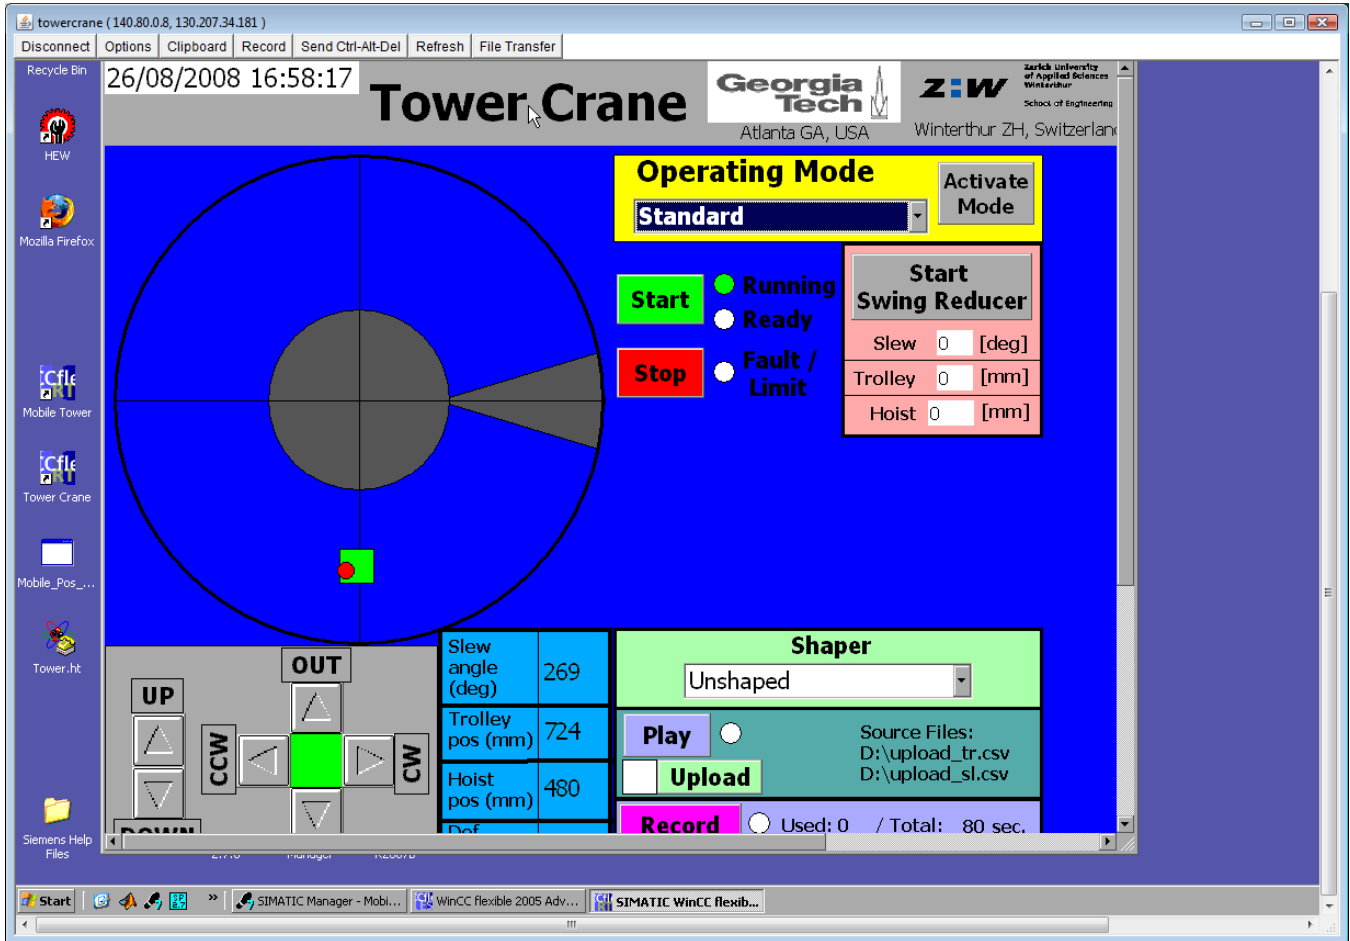 towercrane ( 140.80.0.8, 130.207.34.181 )
Disconnect Options Clipboard Record Send Ctrl-Alt-Del Refresh File Transfer
Recycle Bin
HEW
Mozilla Firefox
Mobile Tower
Tower Crane
Mobile_Pos_...
Tower.ht
Siemens Help
Files
26/08/2008 16:58:17
Tower Crane
Georgia
Tech
Atlanta GA, USA
Z:W
Zurich University
of Applied Sciences
Winterthur
School of Engineering
Winterthur ZH, Switzerlan
Operating Mode
Standard
Activate
Mode
Start
Running
Ready
Stop
Fault /
Limit
Start
Swing Reducer
Slew 0 [deg]
Trolley 0 [mm]
Hoist 0 [mm]
OUT
UP
CCW
CW
DOWN
Slew
angle
(deg) 269
Trolley
pos (mm) 724
Hoist
pos (mm) 480
Shaper
Unshaped
Play
Upload
Source Files:
D:\upload_tr.csv
D:\upload_sl.csv
Record Used: 0 / Total: 80 sec.
Start
SIMATIC Manager - Mobi...
WinCC flexible 2005 Adv...
SIMATIC WinCC flexib...